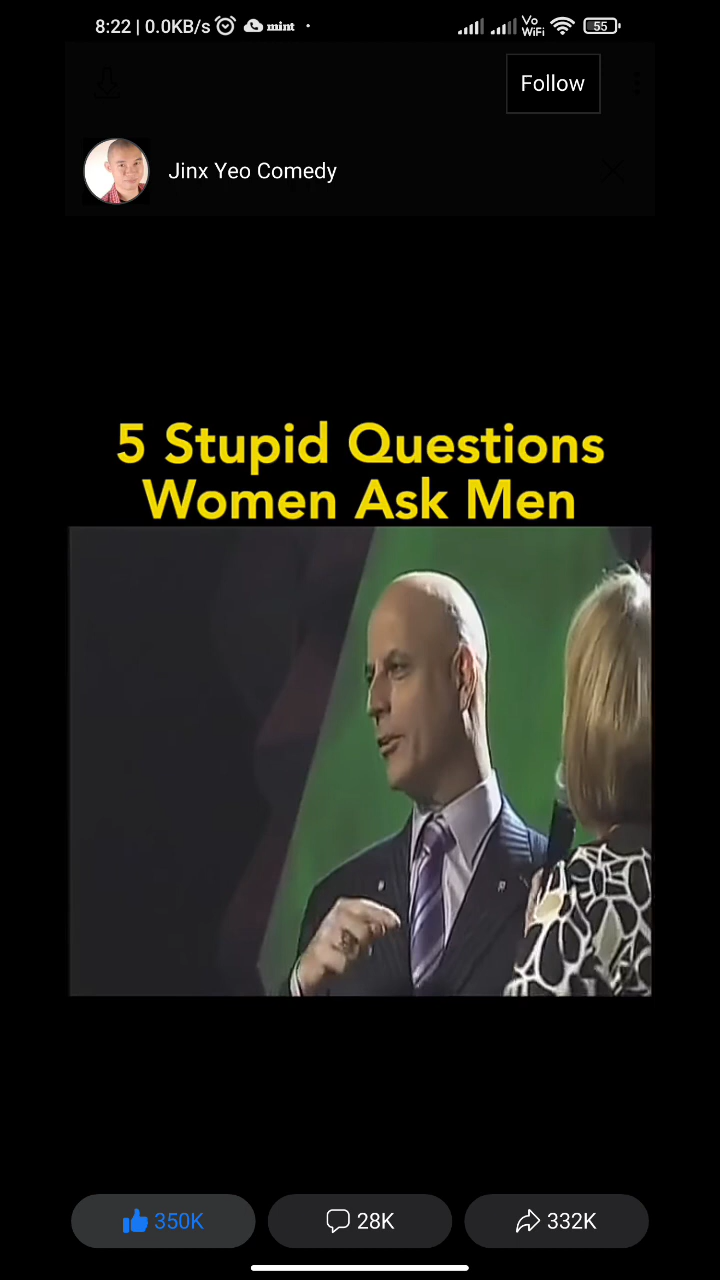 8:22 | 0.0KB/s mint
Vo
WiFi
55
Follow
Jinx Yeo Comedy
5 Stupid Questions
Women Ask Men
350K
28K
332K